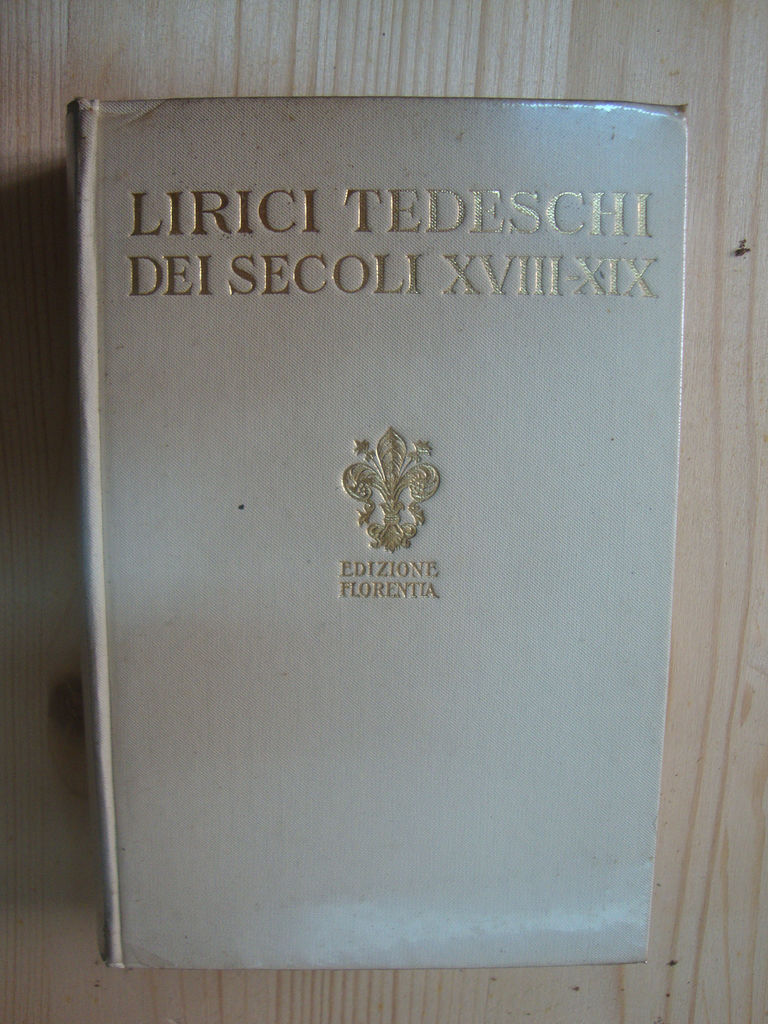 LIRICI TEDESCHI
DEI SECOLI XVIII-XIX
EDIZIONE
FLORENTIA